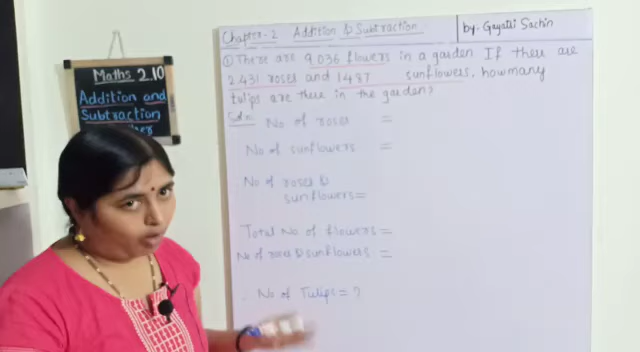 Maths 2.10
Addition and
Subtraction
Chapter-2 Addition & Subtraction
by- Gayatri Sachin
① There are 9,036 flowers in a garden If there are
2,431 roses and 1487 sunflowers, how many
tulips are there in the garden?
Soln: No of roses =
No of sunflowers =
No of roses &
sunflowers =
Total No of flowers =
No of roses & sunflowers =
No of Tulips = ?